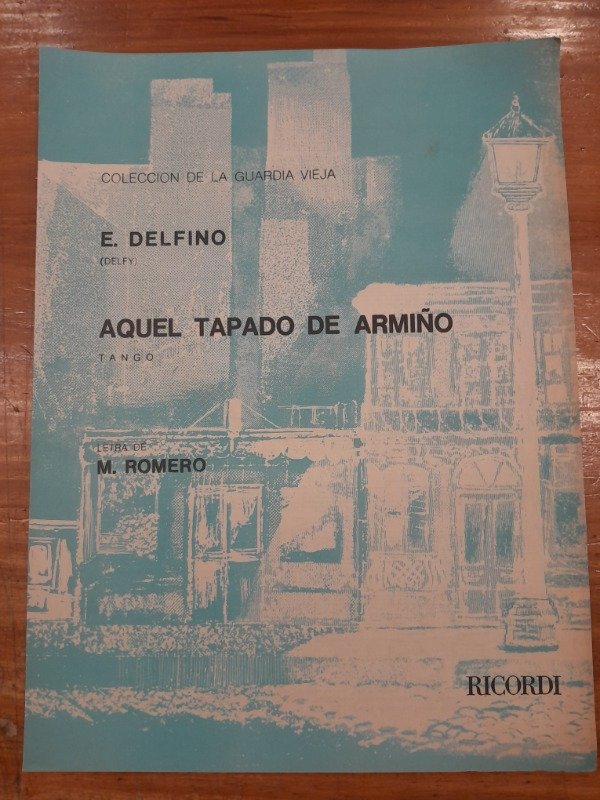 COLECCION DE LA GUARDIA VIEJA
E. DELFINO
(DELFY)
AQUEL TAPADO DE ARMIÑO
TANGO
LETRA DE
M. ROMERO
RICORDI